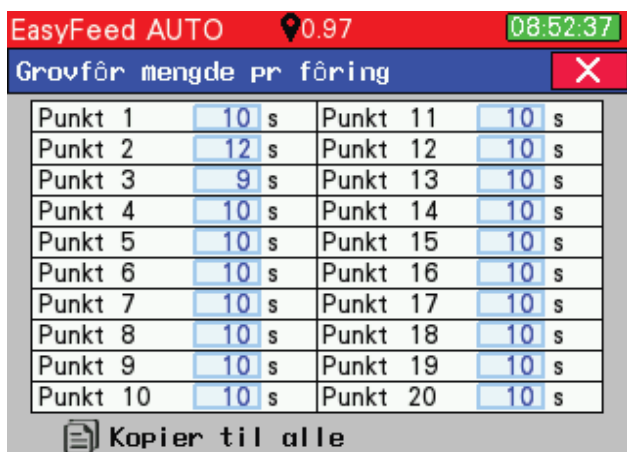 EasyFeed AUTO 0.97 08:52:37
Grovfôr mengde pr fôring X
Punkt 1 10 s Punkt 11 10 s
Punkt 2 12 s Punkt 12 10 s
Punkt 3 9 s Punkt 13 10 s
Punkt 4 10 s Punkt 14 10 s
Punkt 5 10 s Punkt 15 10 s
Punkt 6 10 s Punkt 16 10 s
Punkt 7 10 s Punkt 17 10 s
Punkt 8 10 s Punkt 18 10 s
Punkt 9 10 s Punkt 19 10 s
Punkt 10 10 s Punkt 20 10 s
Kopier til alle